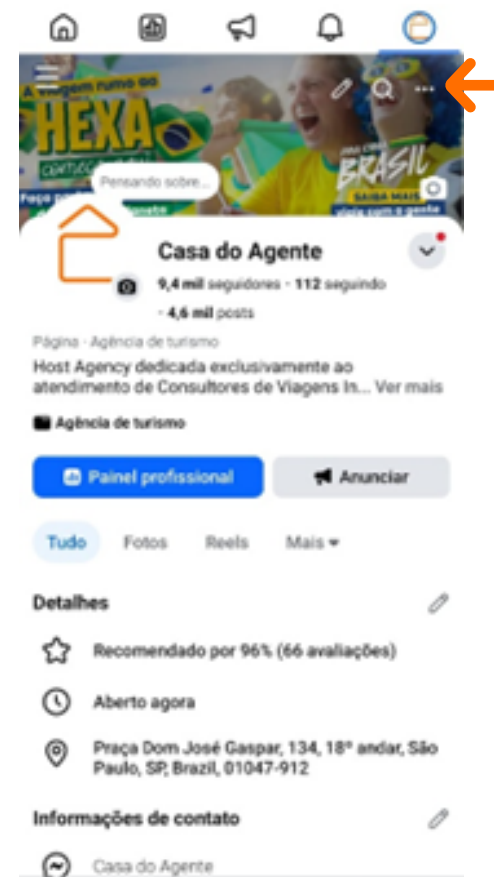 A viagem rumo ao
HEXA
Pensando sobre...
BRASIL
SAIBA MAIS
viaje com a gente
Casa do Agente
9,4 mil seguidores · 112 seguindo
· 4,6 mil posts
Página · Agência de turismo
Host Agency dedicada exclusivamente ao
atendimento de Consultores de Viagens In... Ver mais
Agência de turismo
Painel profissional
Anunciar
Tudo Fotos Reels Mais
Detalhes
Recomendado por 96% (66 avaliações)
Aberto agora
Praça Dom José Gaspar, 134, 18º andar, São
Paulo, SP, Brazil, 01047-912
Informações de contato
Casa do Agente